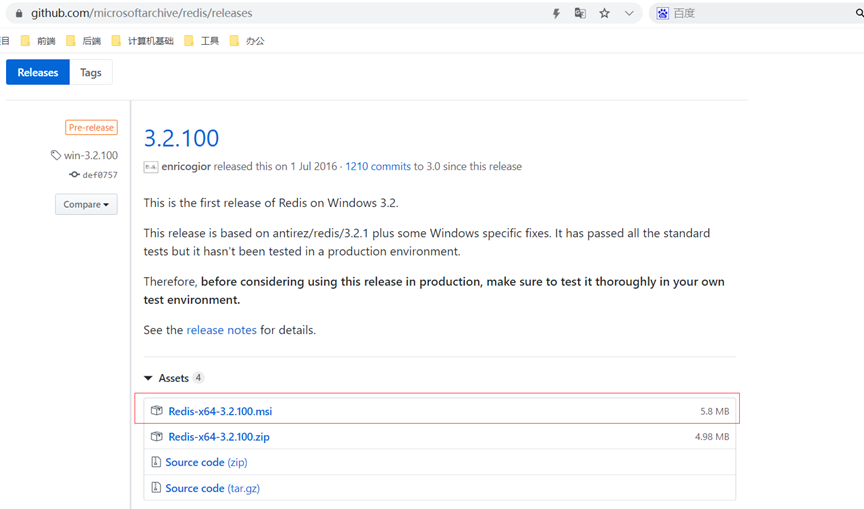 github.com/microsoftarchive/redis/releases 百度
目 前端 后端 计算机基础 工具 办公
Releases Tags
Pre-release
3.2.100
win-3.2.100
enricogior released this on 1 Jul 2016 · 1210 commits to 3.0 since this release
def0757
Compare
This is the first release of Redis on Windows 3.2.
This release is based on antirez/redis/3.2.1 plus some Windows specific fixes. It has passed all the standard
tests but it hasn't been tested in a production environment.
Therefore, before considering using this release in production, make sure to test it thoroughly in your own
test environment.
See the release notes for details.
Assets 4
Redis-x64-3.2.100.msi 5.8 MB
Redis-x64-3.2.100.zip 4.98 MB
Source code (zip)
Source code (tar.gz)